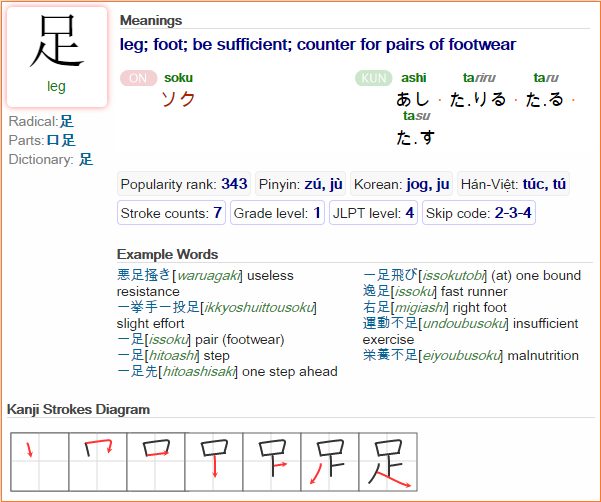 足
leg
Radical:足
Parts:口 足
Dictionary: 足
Meanings
leg; foot; be sufficient; counter for pairs of footwear
ON soku
ソク
KUN ashi tariru taru
あし · た.りる · た.る ·
tasu
た.す
Popularity rank: 343 Pinyin: zú, jù Korean: jog, ju Hán-Việt: túc, tú
Stroke counts: 7 Grade level: 1 JLPT level: 4 Skip code: 2-3-4
Example Words
悪足掻き[waruagaki] useless
resistance
一挙手一投足[ikkyoshuittousoku]
slight effort
一足[issoku] pair (footwear)
一足[hitoashi] step
一足先[hitoashisaki] one step ahead
一足飛び[issokutobi] (at) one bound
逸足[issoku] fast runner
右足[migiashi] right foot
運動不足[undoubusoku] insufficient
exercise
栄養不足[eiyoubusoku] malnutrition
Kanji Strokes Diagram